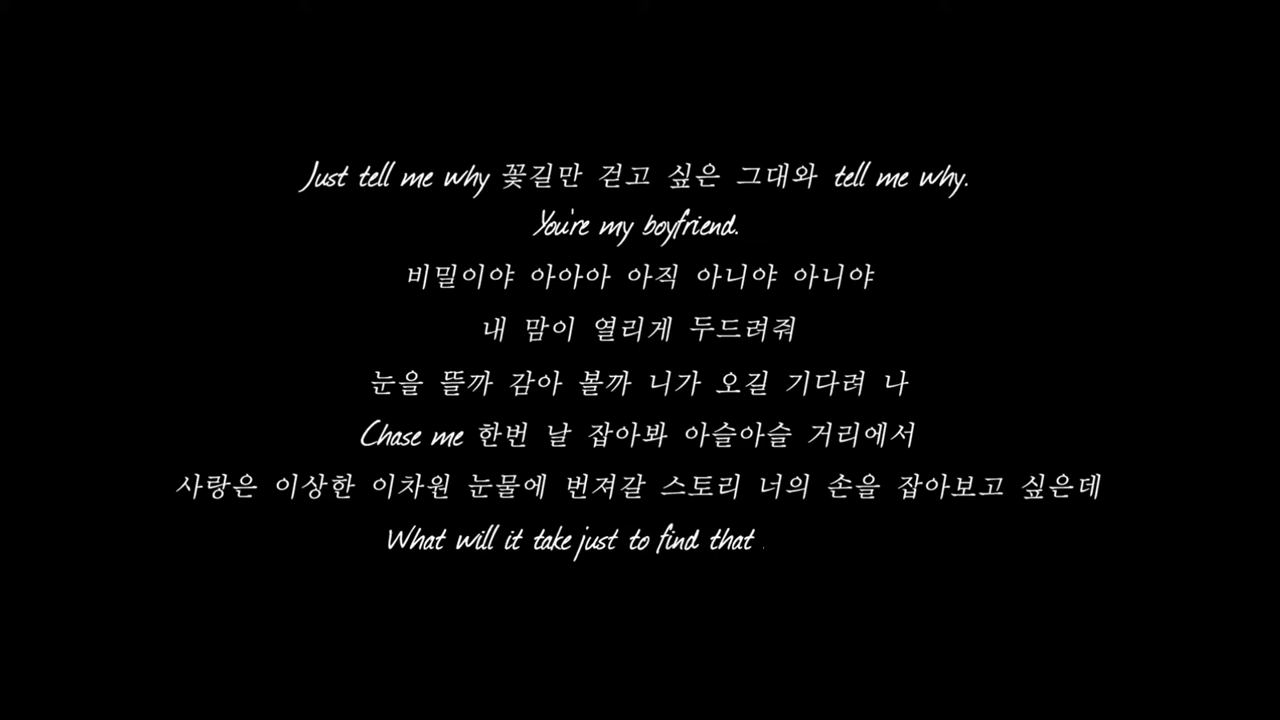 Just tell me why 꽃길만 걷고 싶은 그대와 tell me why.
You're my boyfriend.
비밀이야 아아아 아직 아니야 아니야
내 맘이 열리게 두드려줘
눈을 뜰까 감아 볼까 니가 오길 기다려 나
Chase me 한번 날 잡아봐 아슬아슬 거리에서
사랑은 이상한 이차원 눈물에 번져갈 스토리 너의 손을 잡아보고 싶은데
What will it take just to find that